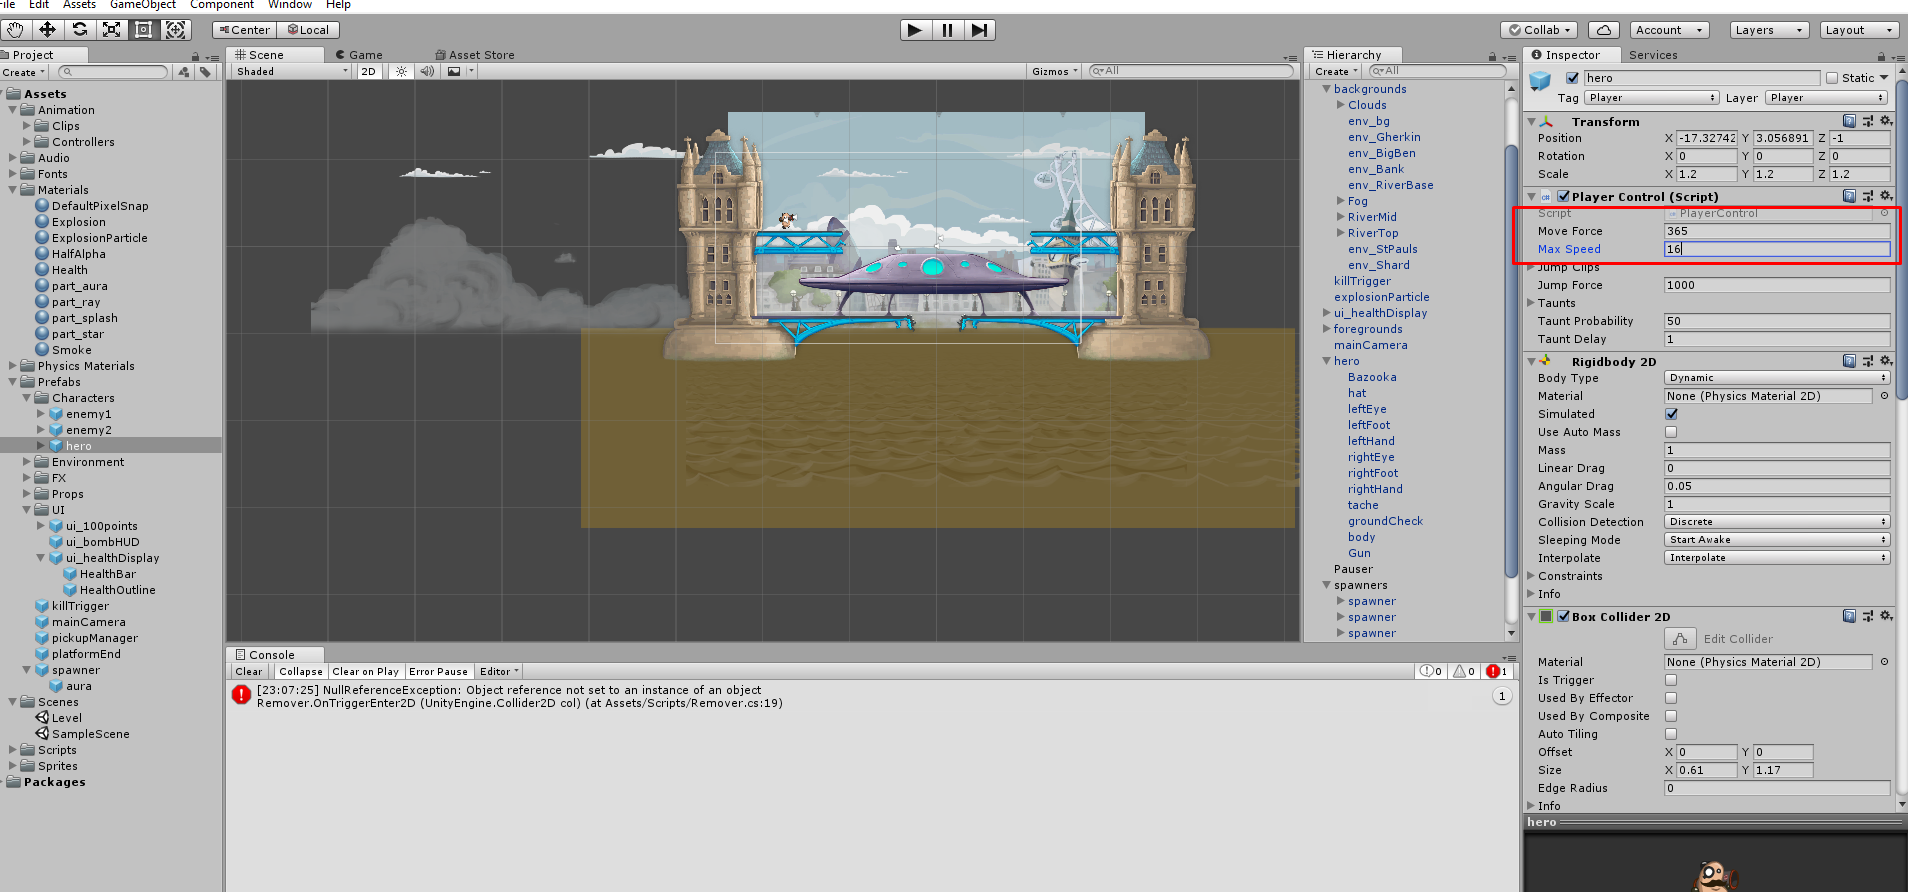 File Edit Assets GameObject Component Window Help
Center Local
Collab Account Layers Layout
Project
Create
Assets
Animation
Clips
Controllers
Audio
Fonts
Materials
DefaultPixelSnap
Explosion
ExplosionParticle
HalfAlpha
Health
part_aura
part_ray
part_splash
part_star
Smoke
Physics Materials
Prefabs
Characters
enemy1
enemy2
hero
Environment
FX
Props
UI
ui_100points
ui_bombHUD
ui_healthDisplay
HealthBar
HealthOutline
killTrigger
mainCamera
pickupManager
platformEnd
spawner
aura
Scenes
Level
SampleScene
Scripts
Sprites
Packages
Scene Game Asset Store
Shaded 2D Gizmos All
Console
Clear Collapse Clear on Play Error Pause Editor 0 0 1
[23:07:25] NullReferenceException: Object reference not set to an instance of an object
Remover.OnTriggerEnter2D (UnityEngine.Collider2D col) (at Assets/Scripts/Remover.cs:19)
1
Hierarchy
Create All
backgrounds
Clouds
env_bg
env_Gherkin
env_BigBen
env_Bank
env_RiverBase
Fog
RiverMid
RiverTop
env_StPauls
env_Shard
killTrigger
explosionParticle
ui_healthDisplay
foregrounds
mainCamera
hero
Bazooka
hat
leftEye
leftFoot
leftHand
rightEye
rightFoot
rightHand
tache
groundCheck
body
Gun
Pauser
spawners
spawner
spawner
spawner
Inspector Services
hero Static
Tag Player Layer Player
Transform
Position X -17.32742 Y 3.056891 Z -1
Rotation X 0 Y 0 Z 0
Scale X 1.2 Y 1.2 Z 1.2
Player Control (Script)
Script PlayerControl
Move Force 365
Max Speed 16
Jump Clips
Jump Force 1000
Taunts
Taunt Probability 50
Taunt Delay 1
Rigidbody 2D
Body Type Dynamic
Material None (Physics Material 2D)
Simulated
Use Auto Mass
Mass 1
Linear Drag 0
Angular Drag 0.05
Gravity Scale 1
Collision Detection Discrete
Sleeping Mode Start Awake
Interpolate Interpolate
Constraints
Info
Box Collider 2D
Edit Collider
Material None (Physics Material 2D)
Is Trigger
Used By Effector
Used By Composite
Auto Tiling
Offset X 0 Y 0
Size X 0.61 Y 1.17
Edge Radius 0
Info
hero